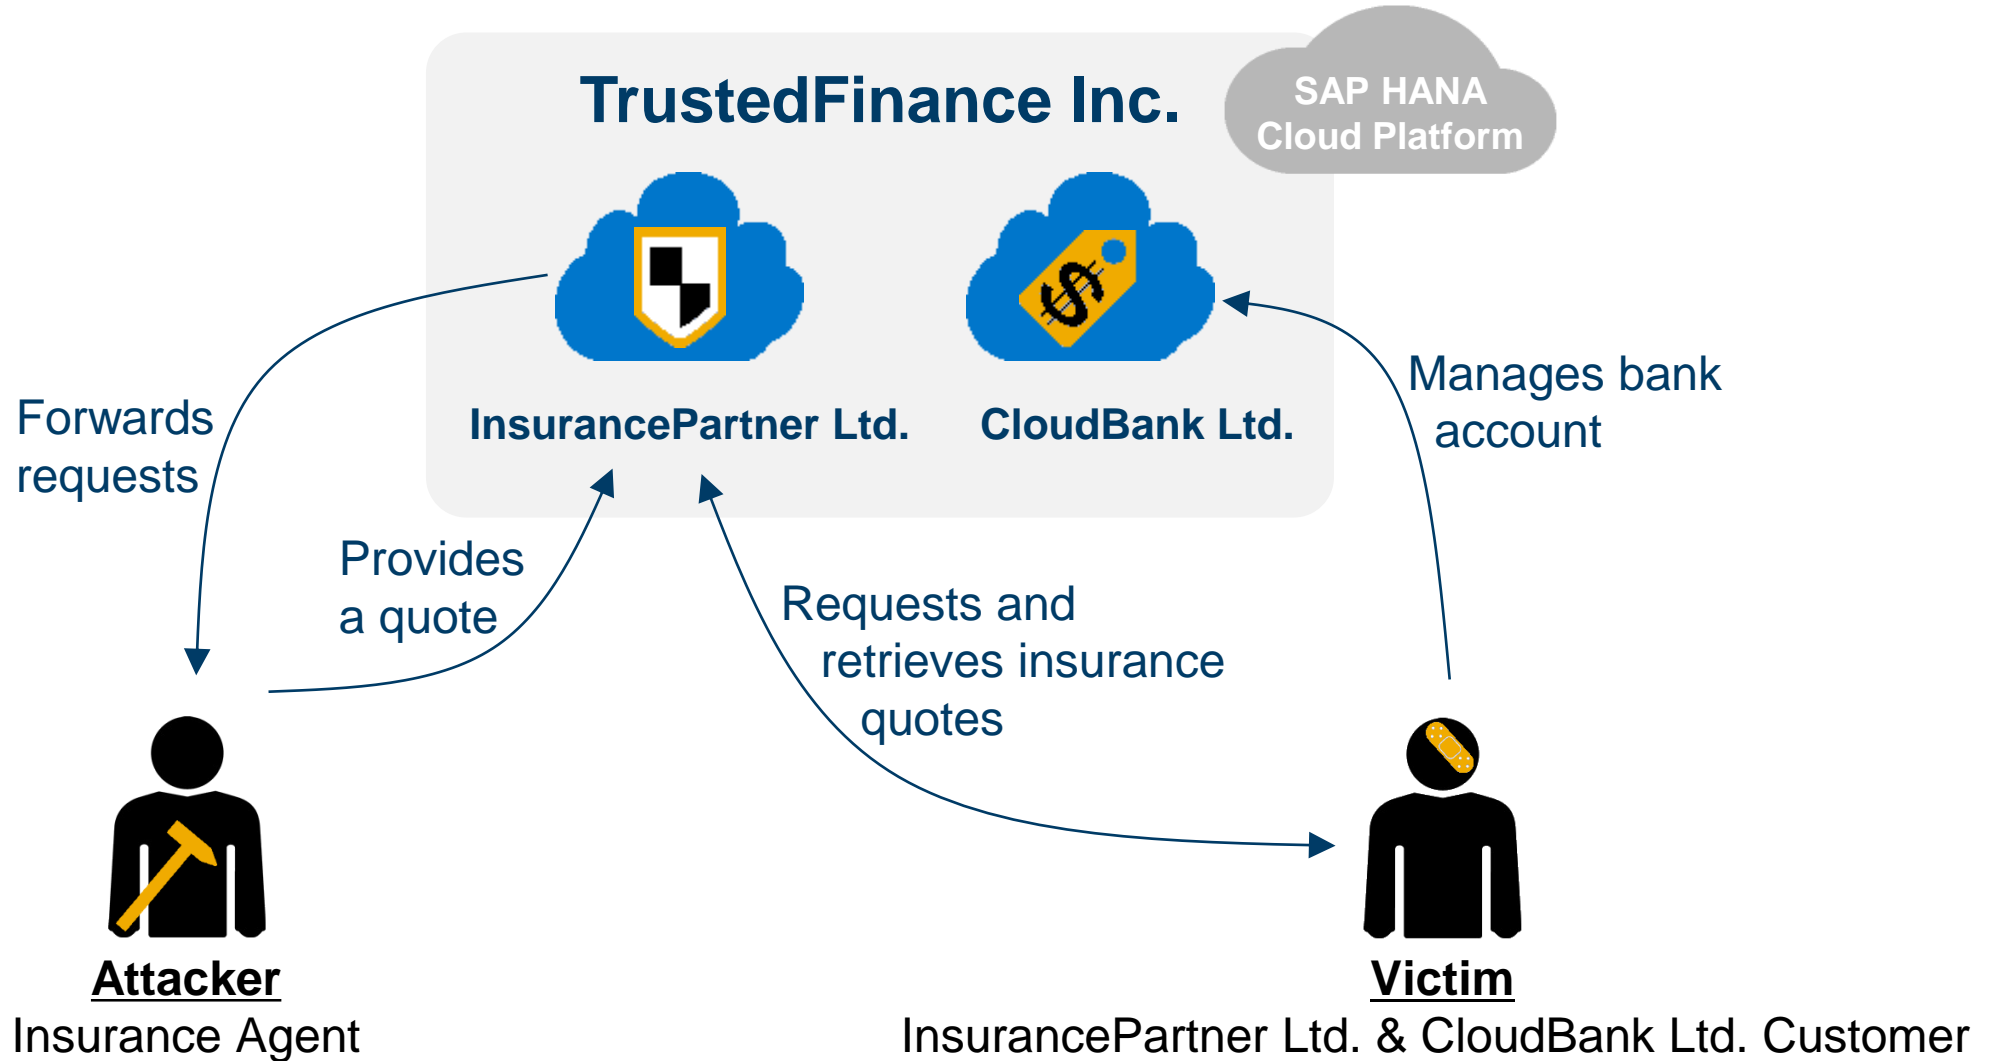 TrustedFinance Inc.
SAP HANA
Cloud Platform
InsurancePartner Ltd.
CloudBank Ltd.
Forwards
requests
Provides
a quote
Requests and
retrieves insurance
quotes
Manages bank
account
Attacker
Insurance Agent
Victim
InsurancePartner Ltd. & CloudBank Ltd. Customer